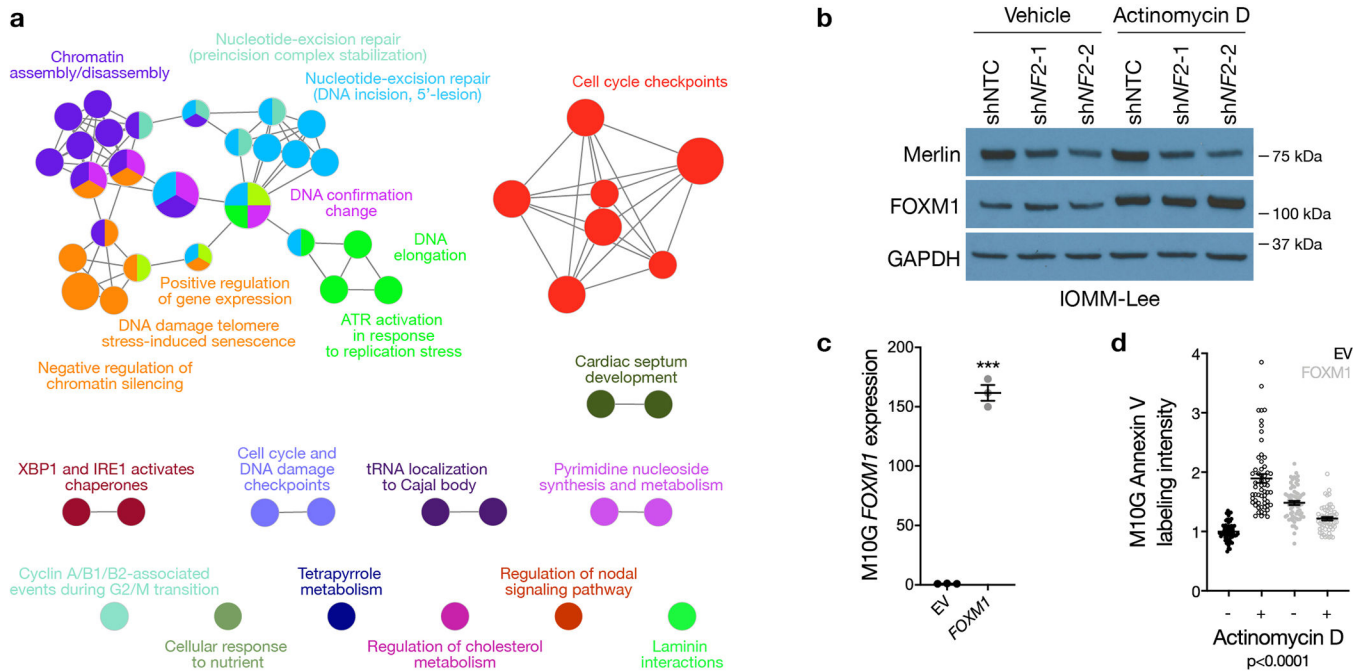 a
Chromatin
assembly/disassembly
Nucleotide-excision repair
(preincision complex stabilization)
Nucleotide-excision repair
(DNA incision, 5’-lesion)
Cell cycle checkpoints
DNA confirmation
change
DNA
elongation
Positive regulation
of gene expression
DNA damage telomere
stress-induced senescence
Negative regulation of
chromatin silencing
ATR activation
in response
to replication stress
Cardiac septum
development
XBP1 and IRE1 activates
chaperones
Cell cycle and
DNA damage
checkpoints
tRNA localization
to Cajal body
Pyrimidine nucleoside
synthesis and metabolism
Cyclin A/B1/B2-associated
events during G2/M transition
Cellular response
to nutrient
Tetrapyrrole
metabolism
Regulation of cholesterol
metabolism
Regulation of nodal
signaling pathway
Laminin
interactions
b
Vehicle Actinomycin D
shNTC shNF2-1 shNF2-2 shNTC shNF2-1 shNF2-2
Merlin – 75 kDa
FOXM1 – 100 kDa
– 37 kDa
GAPDH
IOMM-Lee
c
M10G FOXM1 expression
200
150
100
50
0
***
EV FOXM1
d
M10G Annexin V
labeling intensity
EV
FOXM1
4
3
2
1
0
- + - +
Actinomycin D
p<0.0001